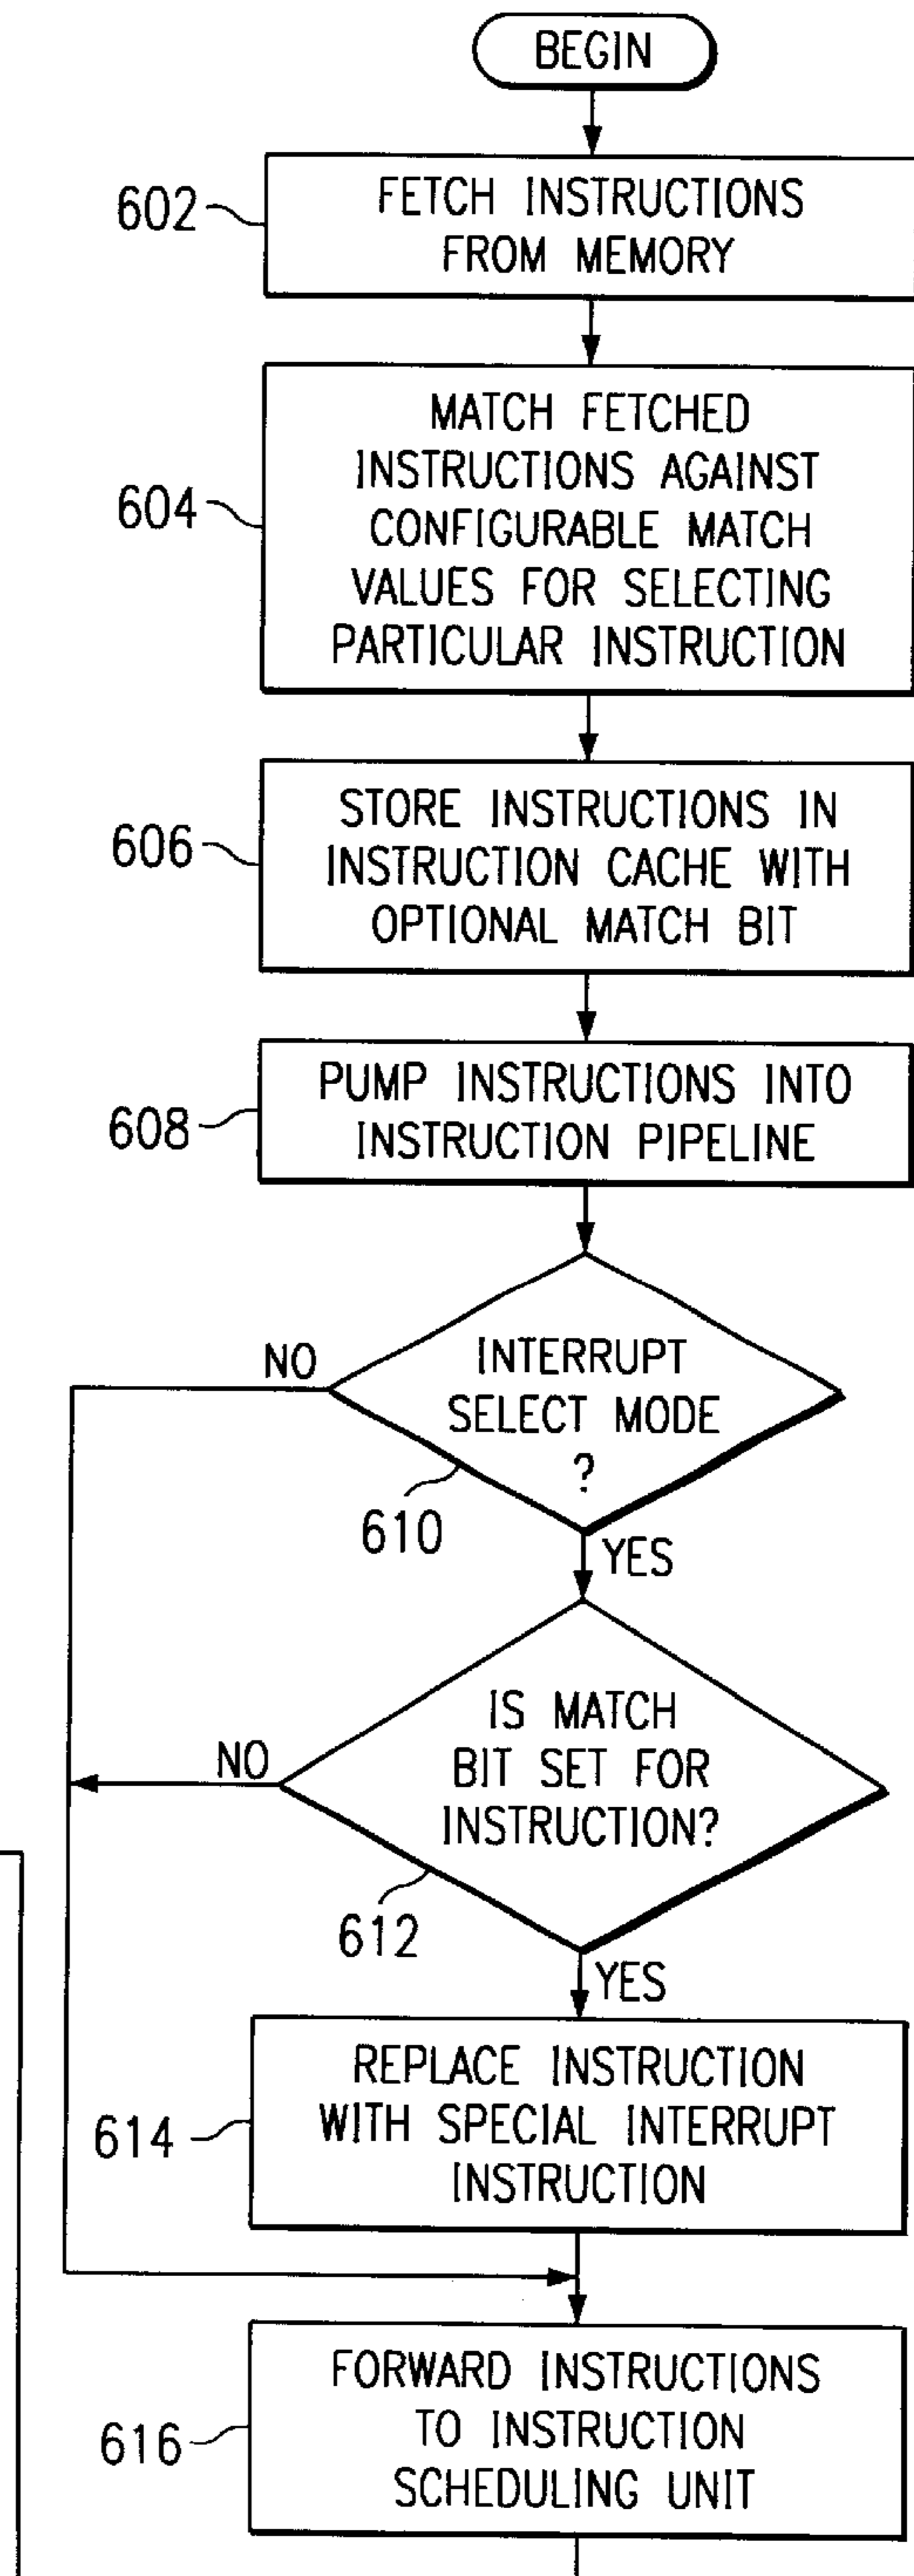 BEGIN
602
FETCH INSTRUCTIONS
FROM MEMORY
604
MATCH FETCHED
INSTRUCTIONS AGAINST
CONFIGURABLE MATCH
VALUES FOR SELECTING
PARTICULAR INSTRUCTION
606
STORE INSTRUCTIONS IN
INSTRUCTION CACHE WITH
OPTIONAL MATCH BIT
608
PUMP INSTRUCTIONS INTO
INSTRUCTION PIPELINE
NO
INTERRUPT
SELECT MODE
?
610
YES
NO
IS MATCH
BIT SET FOR
INSTRUCTION?
612
YES
614
REPLACE INSTRUCTION
WITH SPECIAL INTERRUPT
INSTRUCTION
616
FORWARD INSTRUCTIONS
TO INSTRUCTION
SCHEDULING UNIT